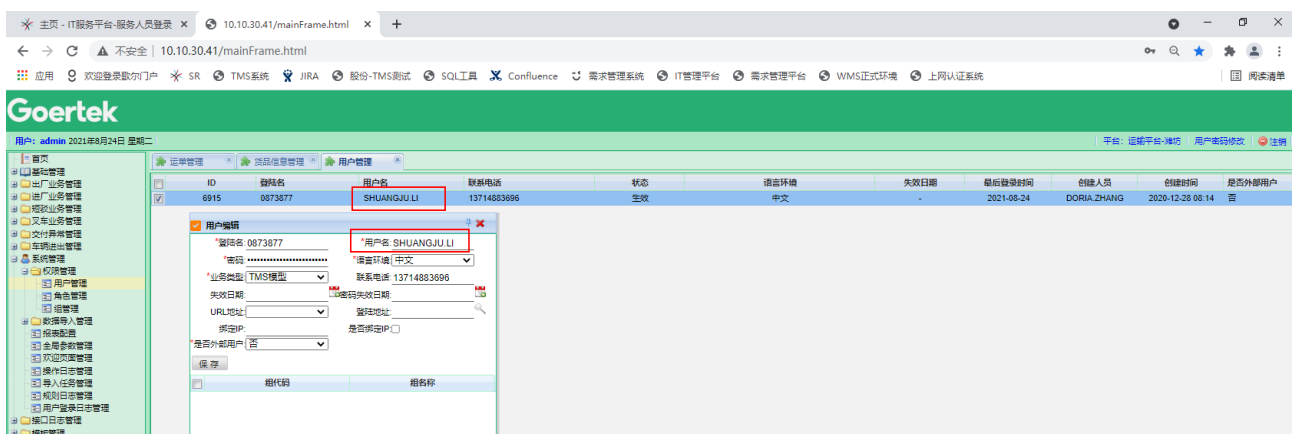 主页 - IT服务平台-服务人员登录 × 10.10.30.41/mainFrame.html × +
不安全 | 10.10.30.41/mainFrame.html
应用 欢迎登录歌尔门户 SR TMS系统 JIRA 股份-TMS测试 SQL工具 Confluence 需求管理系统 IT管理平台 需求管理平台 WMS正式环境 上网认证系统 阅读清单
Goertek
用户: admin 2021年8月24日 星期二 平台: 运输平台-潍坊 用户密码修改 注销
首页
运单管理 货品信息管理 用户管理
基础管理
出厂业务管理
进厂业务管理
短驳业务管理
叉车业务管理
交付异常管理
车辆进出管理
系统管理
权限管理
用户管理
角色管理
组管理
数据导入管理
报表配置
全局参数管理
欢迎页面管理
操作日志管理
导入任务管理
规则日志管理
用户登录日志管理
接口日志管理
模板管理
ID 登陆名 用户名 联系电话 状态 语言环境 失效日期 最后登录时间 创建人员 创建时间 是否外部用户
6915 0873877 SHUANGJU.LI 13714883696 生效 中文 - 2021-08-24 DORIA.ZHANG 2020-12-28 08:14 否
用户编辑
*登陆名: 0873877 *用户名: SHUANGJU.LI
*密码: ························ *语言环境: 中文
*业务类型: TMS模型 联系电话: 13714883696
失效日期: 密码失效日期:
URL地址: 登陆地址:
绑定IP: 是否绑定IP:
*是否外部用户: 否
保 存
组代码 组名称